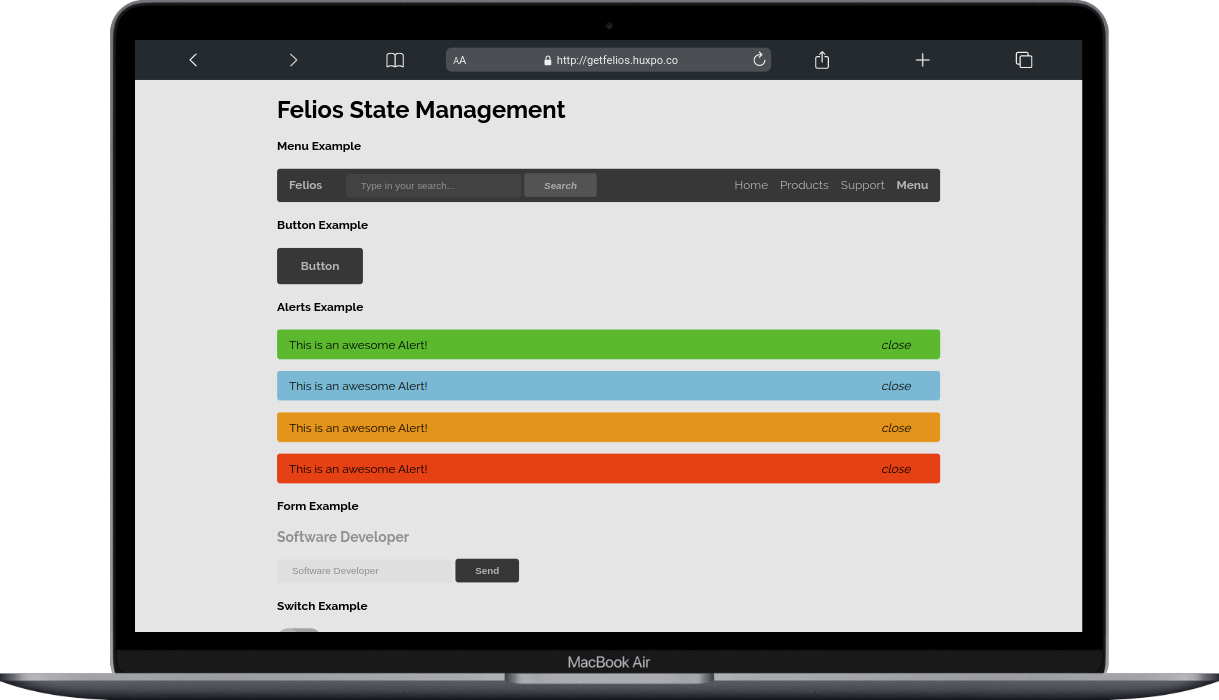 AA http://getfelios.huxpo.co
Felios State Management
Menu Example
Felios Type in your search... Search Home Products Support Menu
Button Example
Button
Alerts Example
This is an awesome Alert! close
This is an awesome Alert! close
This is an awesome Alert! close
This is an awesome Alert! close
Form Example
Software Developer
Software Developer Send
Switch Example
MacBook Air